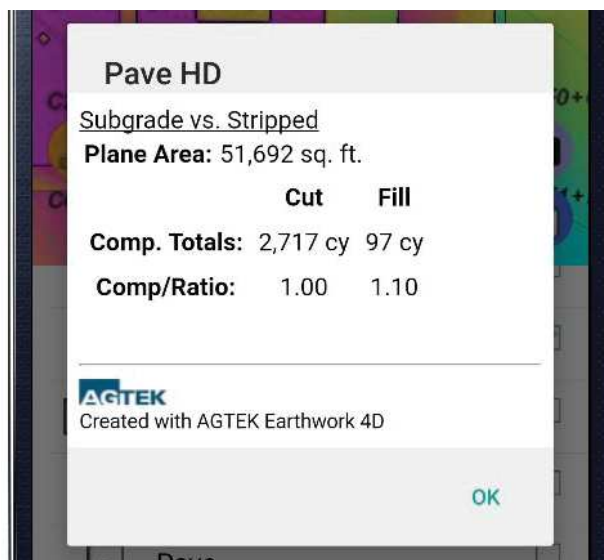 Pave HD
Subgrade vs. Stripped
Plane Area: 51,692 sq. ft.
Cut Fill
Comp. Totals: 2,717 cy 97 cy
Comp/Ratio: 1.00 1.10
AGTEK
Created with AGTEK Earthwork 4D
OK